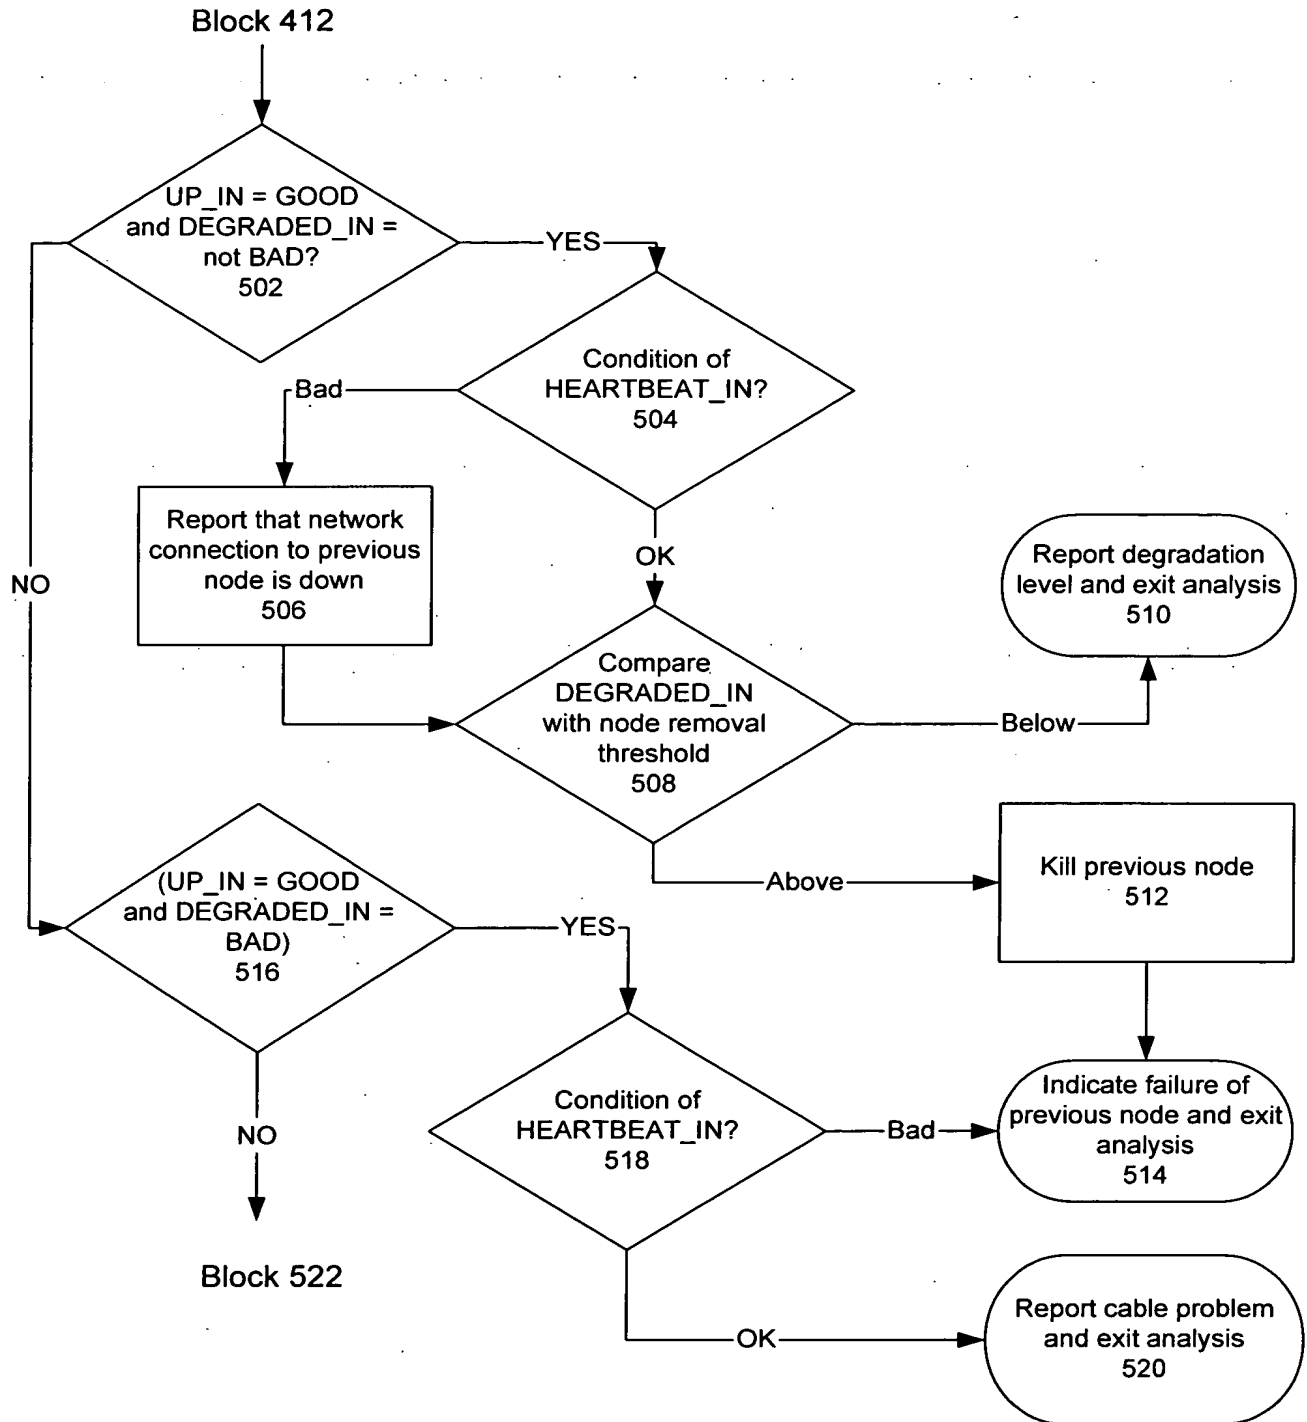 Block 412
UP_IN = GOOD
and DEGRADED_IN =
not BAD?
502
YES
Condition of
HEARTBEAT_IN?
504
Bad
Report that network
connection to previous
node is down
506
OK
Report degradation
level and exit analysis
510
NO
Compare
DEGRADED_IN
with node removal
threshold
508
Below
Above
Kill previous node
512
(UP_IN = GOOD
and DEGRADED_IN =
BAD)
516
YES
Condition of
HEARTBEAT_IN?
518
Bad
Indicate failure of
previous node and exit
analysis
514
NO
Block 522
OK
Report cable problem
and exit analysis
520